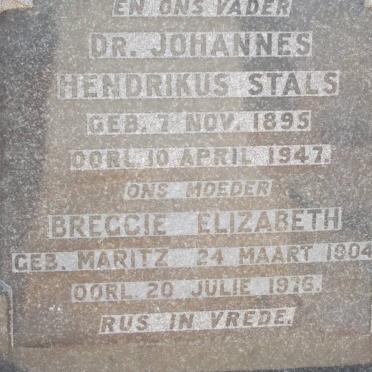 EN ONS VADER
DR. JOHANNES
HENDRIKUS STALS
GEB. 7 NOV. 1895
OORL. 10 APRIL 1947.
ONS MOEDER
BREGGIE ELIZABETH
GEB. MARITZ 24 MAART 1904
OORL. 20 JULIE 1976.
RUS IN VREDE.